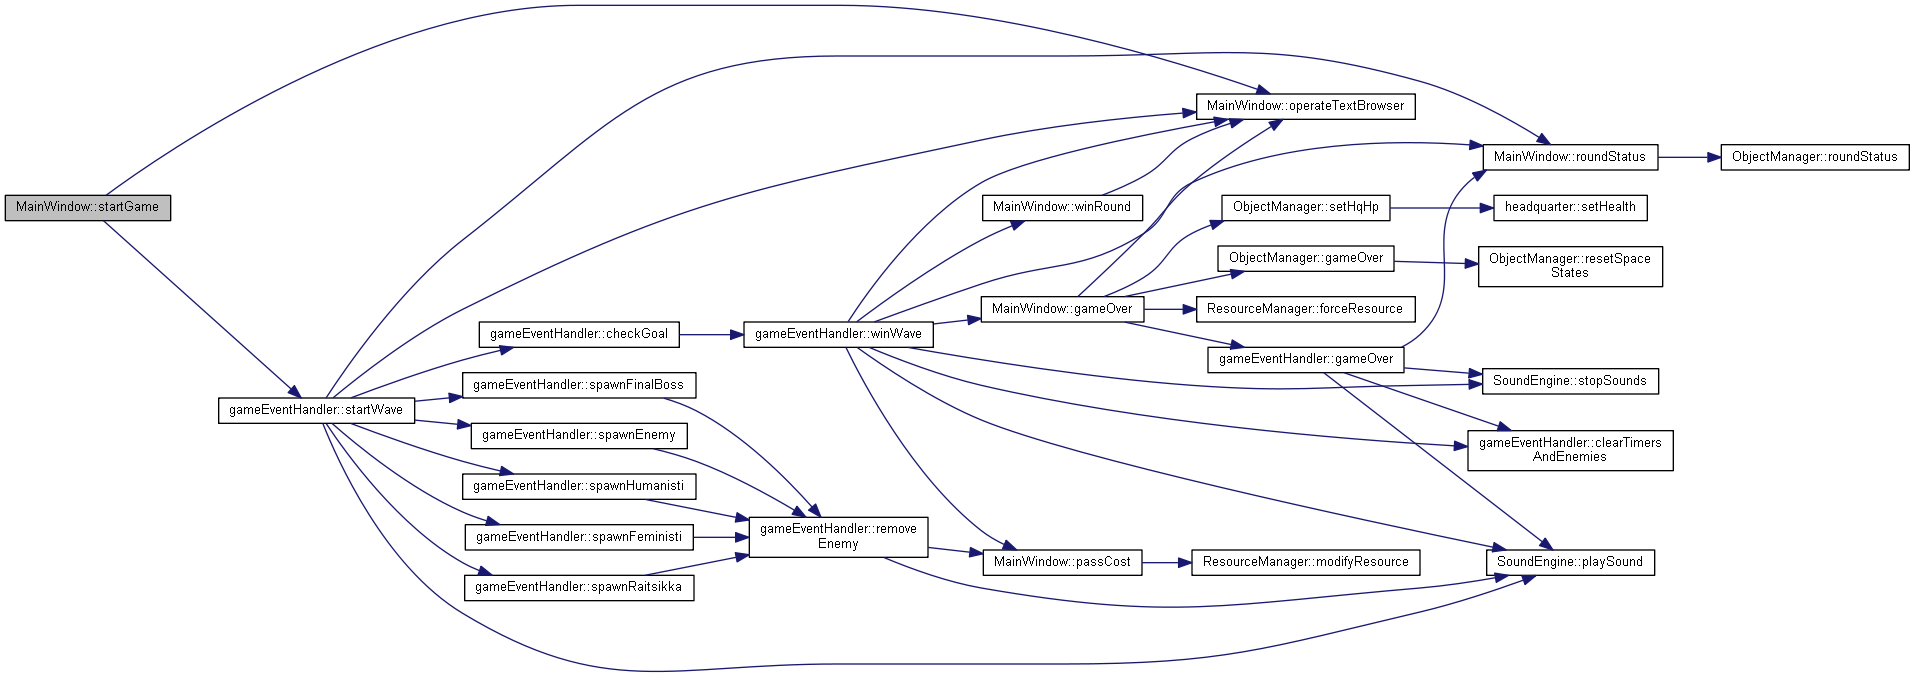 MainWindow::startGame
gameEventHandler::startWave
gameEventHandler::checkGoal
gameEventHandler::spawnFinalBoss
gameEventHandler::spawnEnemy
gameEventHandler::spawnHumanisti
gameEventHandler::spawnFeministi
gameEventHandler::spawnRaitsikka
gameEventHandler::winWave
gameEventHandler::remove
Enemy
MainWindow::winRound
MainWindow::gameOver
MainWindow::passCost
MainWindow::operateTextBrowser
ObjectManager::setHqHp
ObjectManager::gameOver
ResourceManager::forceResource
gameEventHandler::gameOver
ResourceManager::modifyResource
MainWindow::roundStatus
headquarter::setHealth
ObjectManager::resetSpace
States
SoundEngine::stopSounds
gameEventHandler::clearTimers
AndEnemies
SoundEngine::playSound
ObjectManager::roundStatus